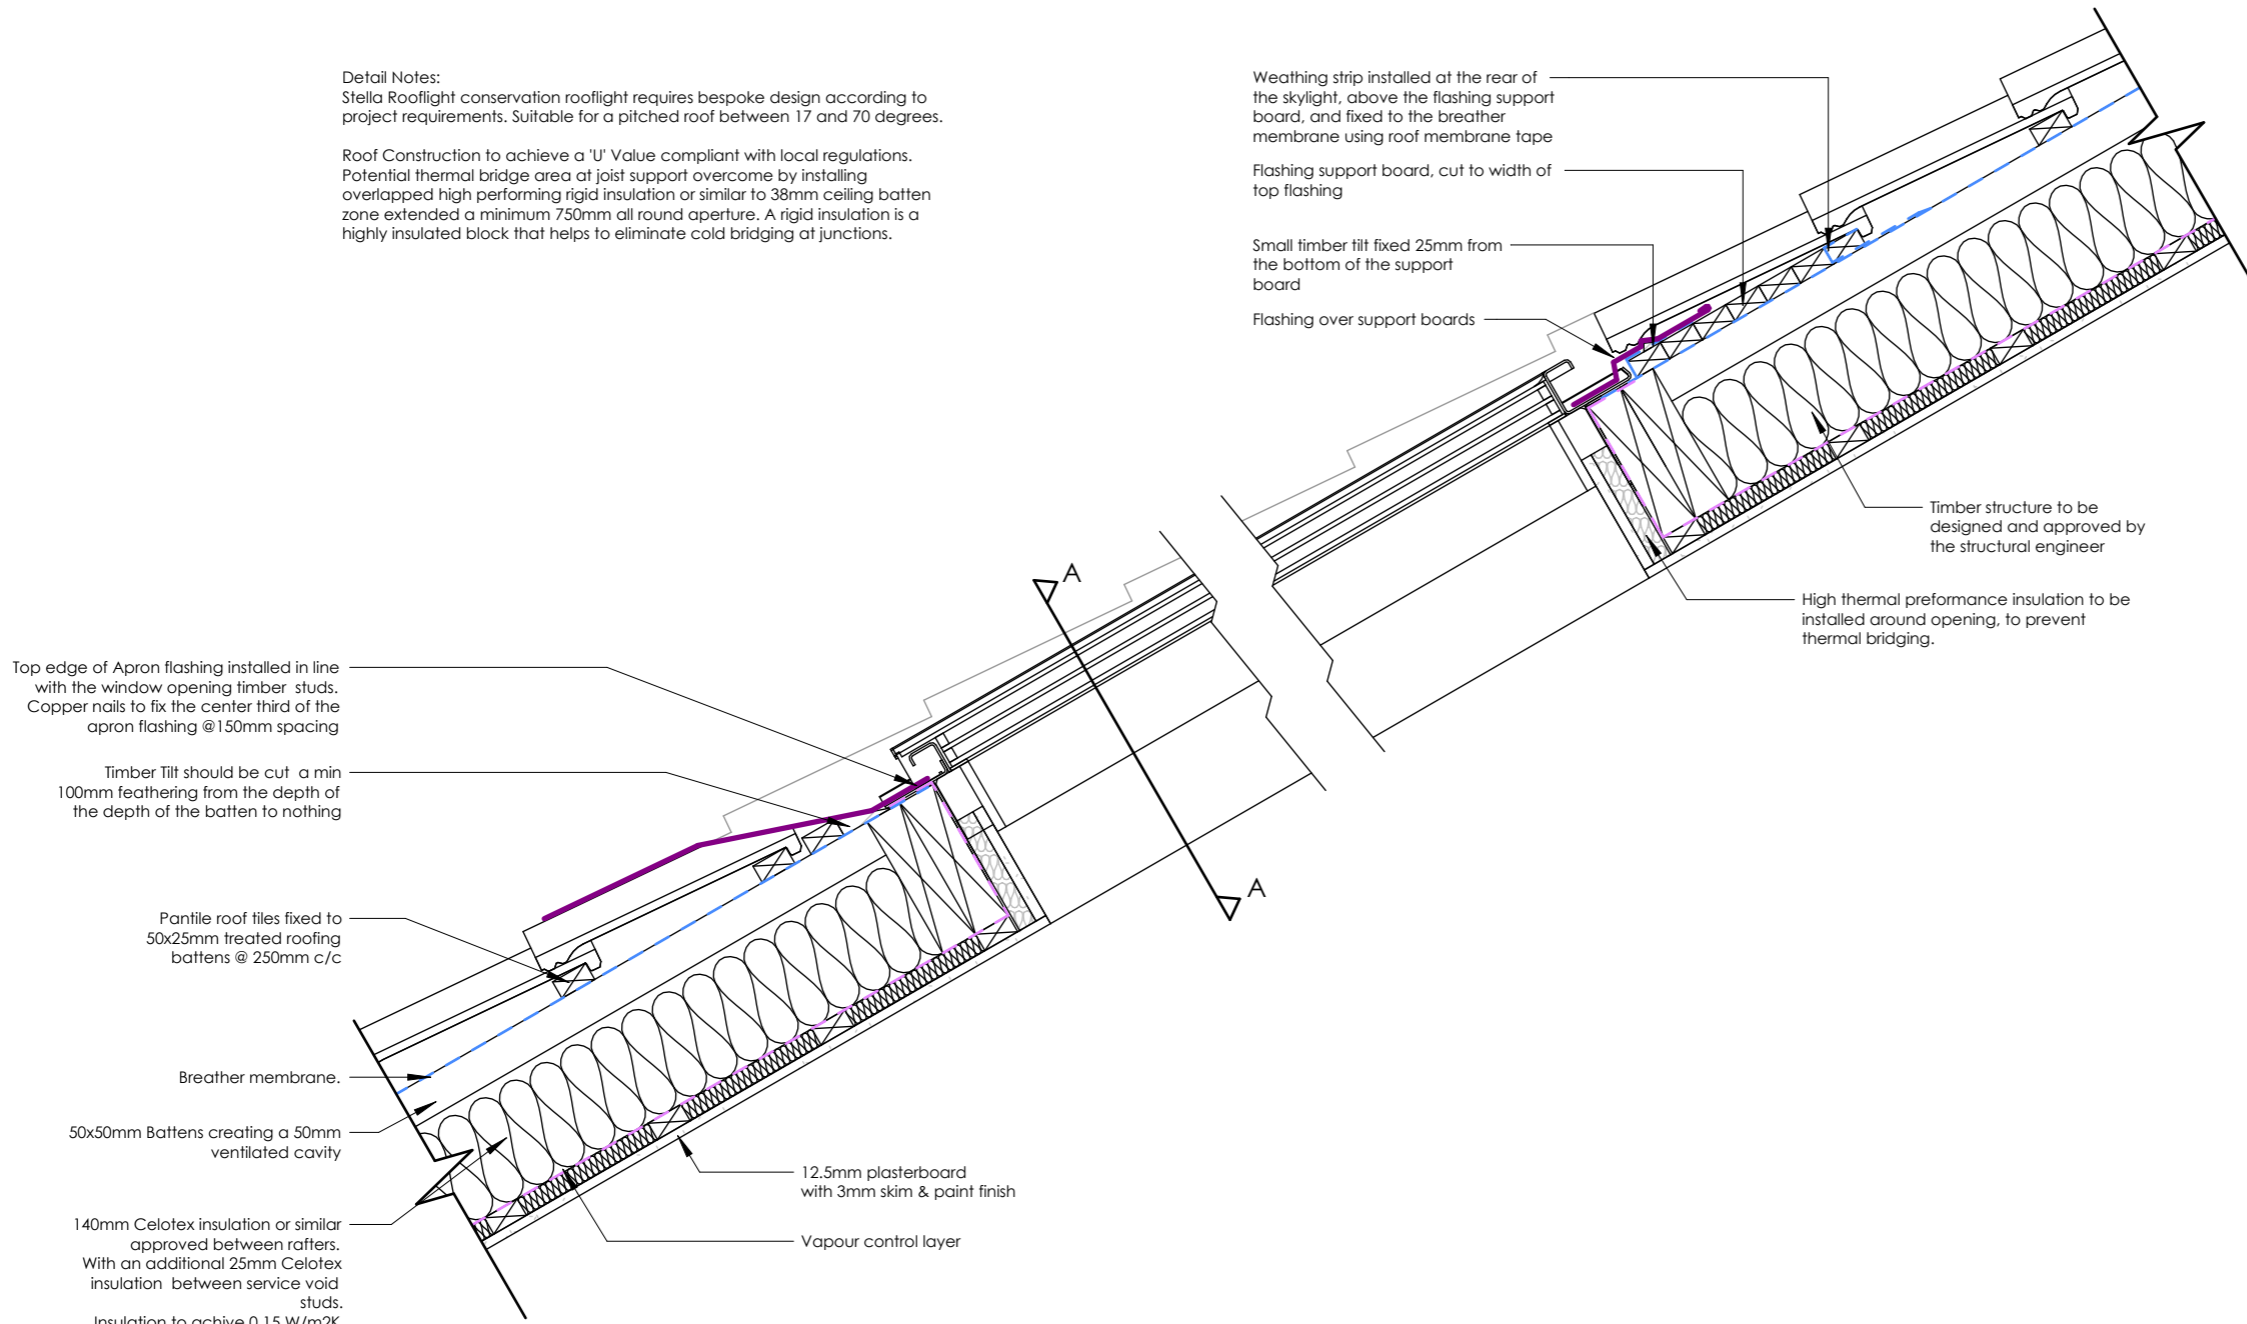 Detail Notes:
Stella Rooflight conservation rooflight requires bespoke design according to
project requirements. Suitable for a pitched roof between 17 and 70 degrees.
Roof Construction to achieve a 'U' Value compliant with local regulations.
Potential thermal bridge area at joist support overcome by installing
overlapped high performing rigid insulation or similar to 38mm ceiling batten
zone extended a minimum 750mm all round aperture. A rigid insulation is a
highly insulated block that helps to eliminate cold bridging at junctions.
Weathing strip installed at the rear of
the skylight, above the flashing support
board, and fixed to the breather
membrane using roof membrane tape
Flashing support board, cut to width of
top flashing
Small timber tilt fixed 25mm from
the bottom of the support
board
Flashing over support boards
Timber structure to be
designed and approved by
the structural engineer
High thermal preformance insulation to be
installed around opening, to prevent
thermal bridging.
A
A
Top edge of Apron flashing installed in line
with the window opening timber studs.
Copper nails to fix the center third of the
apron flashing @150mm spacing
Timber Tilt should be cut a min
100mm feathering from the depth of
the depth of the batten to nothing
Pantile roof tiles fixed to
50x25mm treated roofing
battens @ 250mm c/c
Breather membrane.
50x50mm Battens creating a 50mm
ventilated cavity
140mm Celotex insulation or similar
approved between rafters.
With an additional 25mm Celotex
insulation between service void
studs.
Insulation to achive 0.15 W/m2K
12.5mm plasterboard
with 3mm skim & paint finish
Vapour control layer